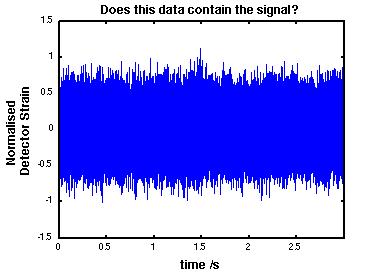 Does this data contain the signal?
Normalised
Detector Strain
1.5
1
0.5
0
-0.5
-1
-1.5
0 0.5 1 1.5 2 2.5
time /s